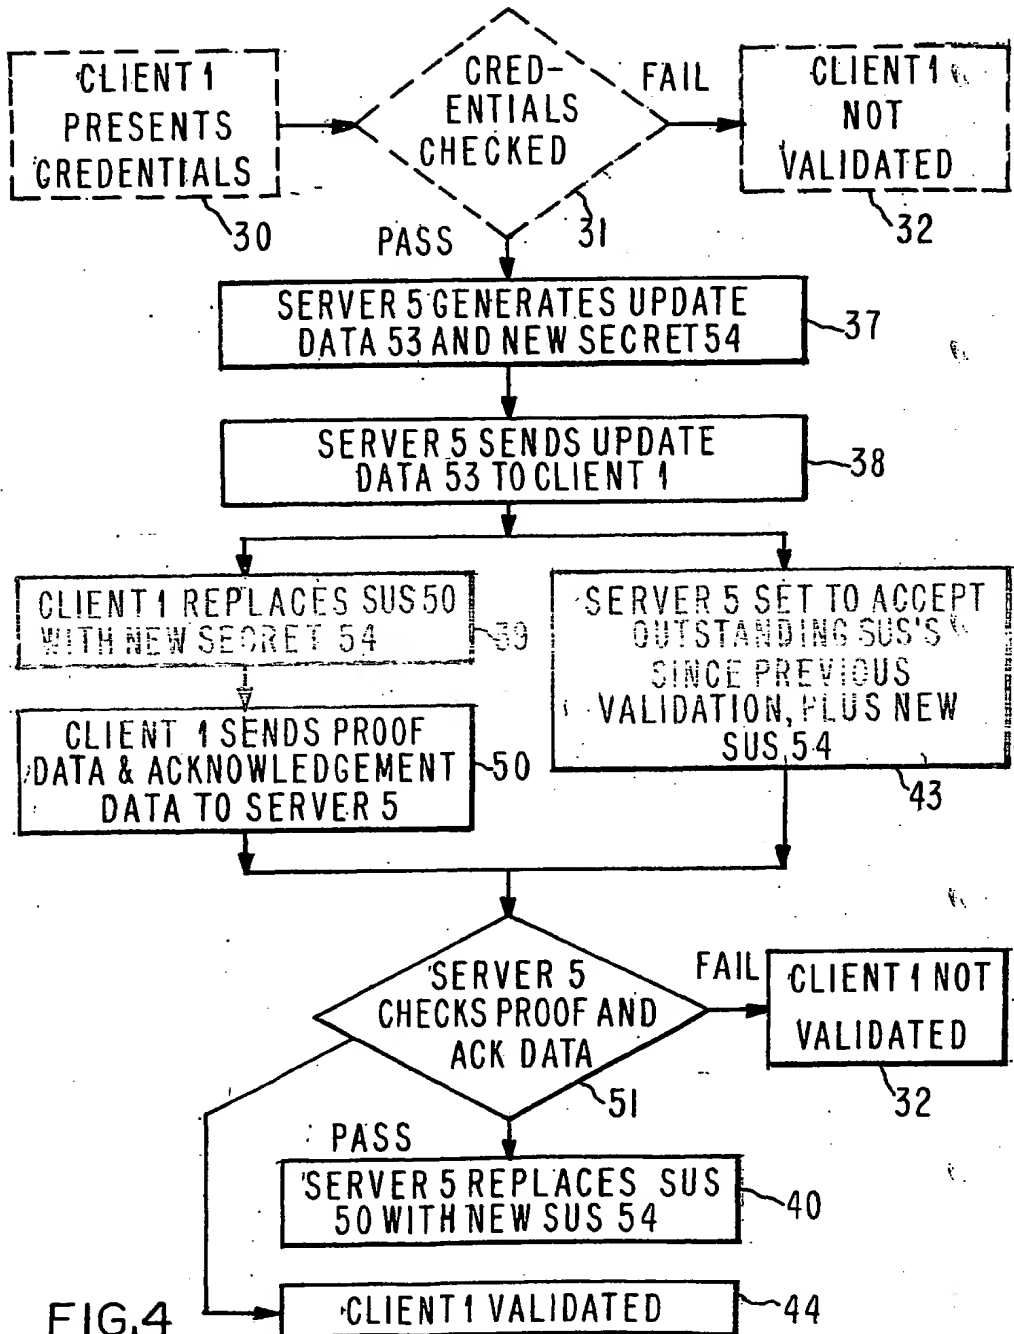 CLIENT 1
PRESENTS
CREDENTIALS
30
CRED-
ENTIALS
CHECKED
31
FAIL
CLIENT 1
NOT
VALIDATED
32
PASS
SERVER 5 GENERATES UPDATE
DATA 53 AND NEW SECRET 54
37
SERVER 5 SENDS UPDATE
DATA 53 TO CLIENT 1
38
CLIENT 1 REPLACES SUS 50
WITH NEW SECRET 54
39
SERVER 5 SET TO ACCEPT
OUTSTANDING SUS'S
SINCE PREVIOUS
VALIDATION, PLUS NEW
SUS 54
43
CLIENT 1 SENDS PROOF
DATA & ACKNOWLEDGEMENT
DATA TO SERVER 5
50
SERVER 5
CHECKS PROOF AND
ACK DATA
51
FAIL
CLIENT 1 NOT
VALIDATED
32
PASS
SERVER 5 REPLACES SUS
50 WITH NEW SUS 54
40
CLIENT 1 VALIDATED
44
FIG.4